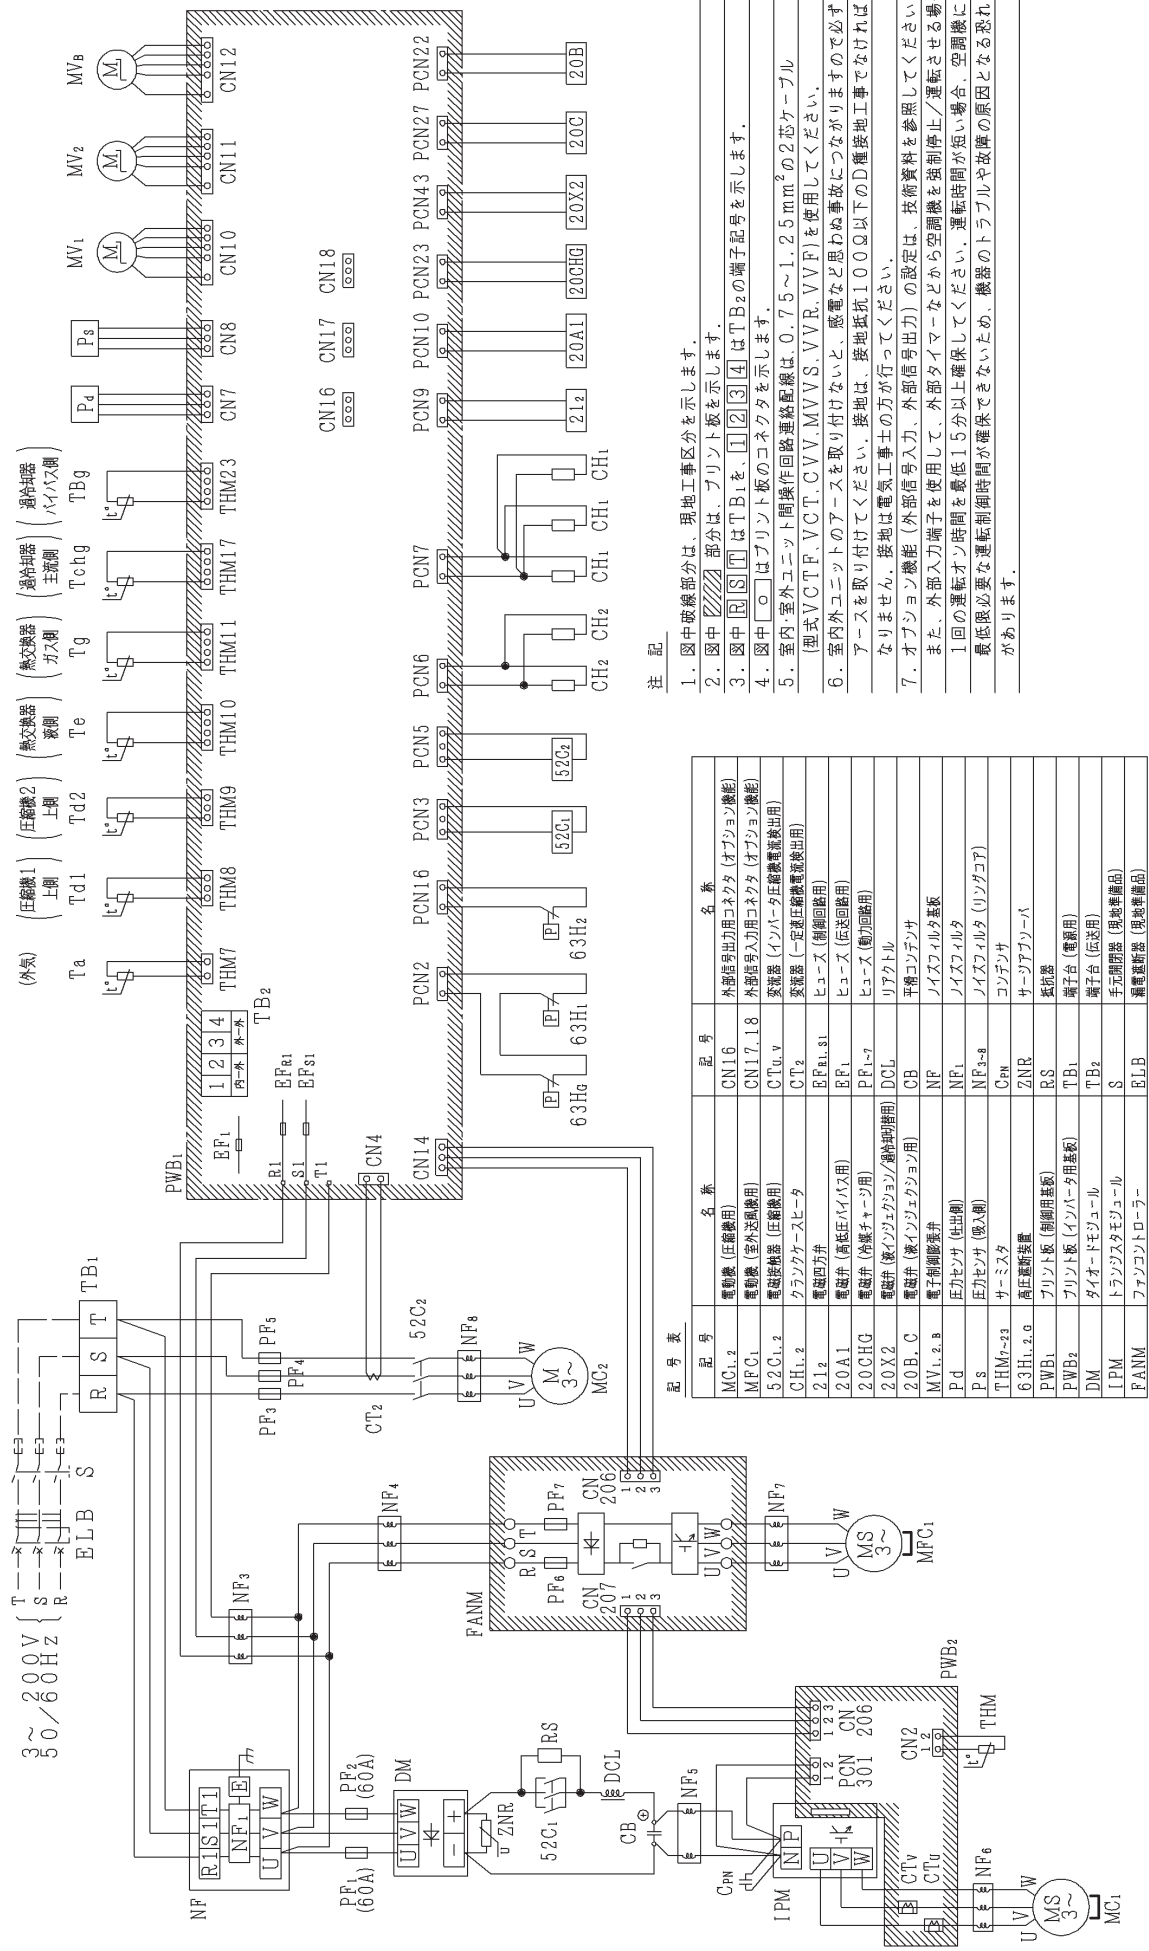 3～ 200V
50/60Hz
T
S
R
ELB
S
TB₁
R S T
NF
R1 S1 T1
NF₁
E
U V W
NF₃
PF₁
(60A)
PF₂
(60A)
DM
U V W
－ ＋
ZNR
52C₁
RS
DCL
CB
NF₅
CPN
IPM
N P
U
V
W
CTv
CTu
NF₆
U V W
MS
3～
MC₁
PWB₂
PCN
301
1 2
CN
206
1 2 3
CN2
1 2
t°
THM
NF₄
FANM
R S T
PF₆
PF₇
CN
207
1
2
3
CN
206
1
2
3
U V W
NF₇
U V W
MS
3～
MFC₁
PF₃
PF₄
PF₅
CT₂
52C₂
NF₈
U V W
M
3～
MC₂
PWB₁
EF₁
R1
S1
T1
EFR1
EFS1
CN4
CN14
1 2 3 4
内－外 外－外
TB₂
(外気)
Ta
t°
THM7
(圧縮機1 上側)
Td1
t°
THM8
(圧縮機2 上側)
Td2
t°
THM9
(熱交換器 液側)
Te
t°
THM10
(熱交換器 ガス側)
Tg
t°
THM11
(過冷却器 主流側)
Tchg
t°
THM17
(過冷却器 バイパス側)
TBg
t°
THM23
Pd
CN7
Ps
CN8
MV₁
M
CN10
MV₂
M
CN11
MVB
M
CN12
CN16
CN17
CN18
PCN2
63HG
P
63H₁
P
PCN16
63H₂
P
PCN3
52C₁
PCN5
52C₂
PCN6
CH₂
CH₂
PCN7
CH₁
CH₁
CH₁
PCN9
21₂
PCN10
20A1
PCN23
20CHG
PCN43
20X2
PCN27
20C
PCN22
20B
記号表
記 号 名 称 記 号 名 称
MC₁.₂ 電動機 (圧縮機用) CN16 外部信号出力用コネクタ (オプション機能)
MFC₁ 電動機 (室外送風機用) CN17.18 外部信号入力用コネクタ (オプション機能)
52C₁.₂ 電磁接触器 (圧縮機用) CTU.V 変流器 (インバータ圧縮機電流検出用)
CH₁.₂ クランクケースヒータ CT₂ 変流器 (一定速圧縮機電流検出用)
21₂ 電磁四方弁 EFR1.S1 ヒューズ (制御回路用)
20A1 電磁弁 (高低圧バイパス用) EF₁ ヒューズ (伝送回路用)
20CHG 電磁弁 (冷媒チャージ用) PF₁～₇ ヒューズ (動力回路用)
20X2 電磁弁 (液インジェクション/過冷却切替用) DCL リアクトル
20B.C 電磁弁 (液インジェクション用) CB 平滑コンデンサ
MV₁.₂.B 電子制御膨張弁 NF ノイズフィルタ基板
Pd 圧力センサ (吐出側) NF₁ ノイズフィルタ
Ps 圧力センサ (吸入側) NF₃～₈ ノイズフィルタ (リングコア)
THM₇～₂₃ サーミスタ CPN コンデンサ
63H₁.₂.G 高圧遮断装置 ZNR サージアブソーバ
PWB₁ プリント板 (制御用基板) RS 抵抗器
PWB₂ プリント板 (インバータ用基板) TB₁ 端子台 (電源用)
DM ダイオードモジュール TB₂ 端子台 (伝送用)
IPM トランジスタモジュール S 手元開閉器 (現地準備品)
FANM ファンコントローラー ELB 漏電遮断器 (現地準備品)
注 記
1. 図中破線部分は、現地工事区分を示します.
2. 図中 部分は、プリント板を示します.
3. 図中RSTはTB₁を、1234はTB₂の端子記号を示します.
4. 図中○はプリント板のコネクタを示します.
5. 室内・室外ユニット間操作回路連絡配線は、0.75～1.25mm²の2芯ケーブル
(型式VCTF.VCT.CVV.MVVS.VVR.VVF)を使用してください.
6. 室内外ユニットのアースを取り付けないと、感電など思わぬ事故につながりますので必ず
アースを取り付けてください.接地は、接地抵抗100Ω以下のD種接地工事でなければ
なりません.接地は電気工事士の方が行ってください.
7. オプション機能(外部信号入力、外部信号出力)の設定は、技術資料を参照してください
また、外部入力端子を使用して、外部タイマーなどから空調機を強制停止/運転させる場
1回の運転オン時間を最低15分以上確保してください.運転時間が短い場合、空調機に
最低限必要な運転制御時間が確保できないため、機器のトラブルや故障の原因となる恐れ
があります.